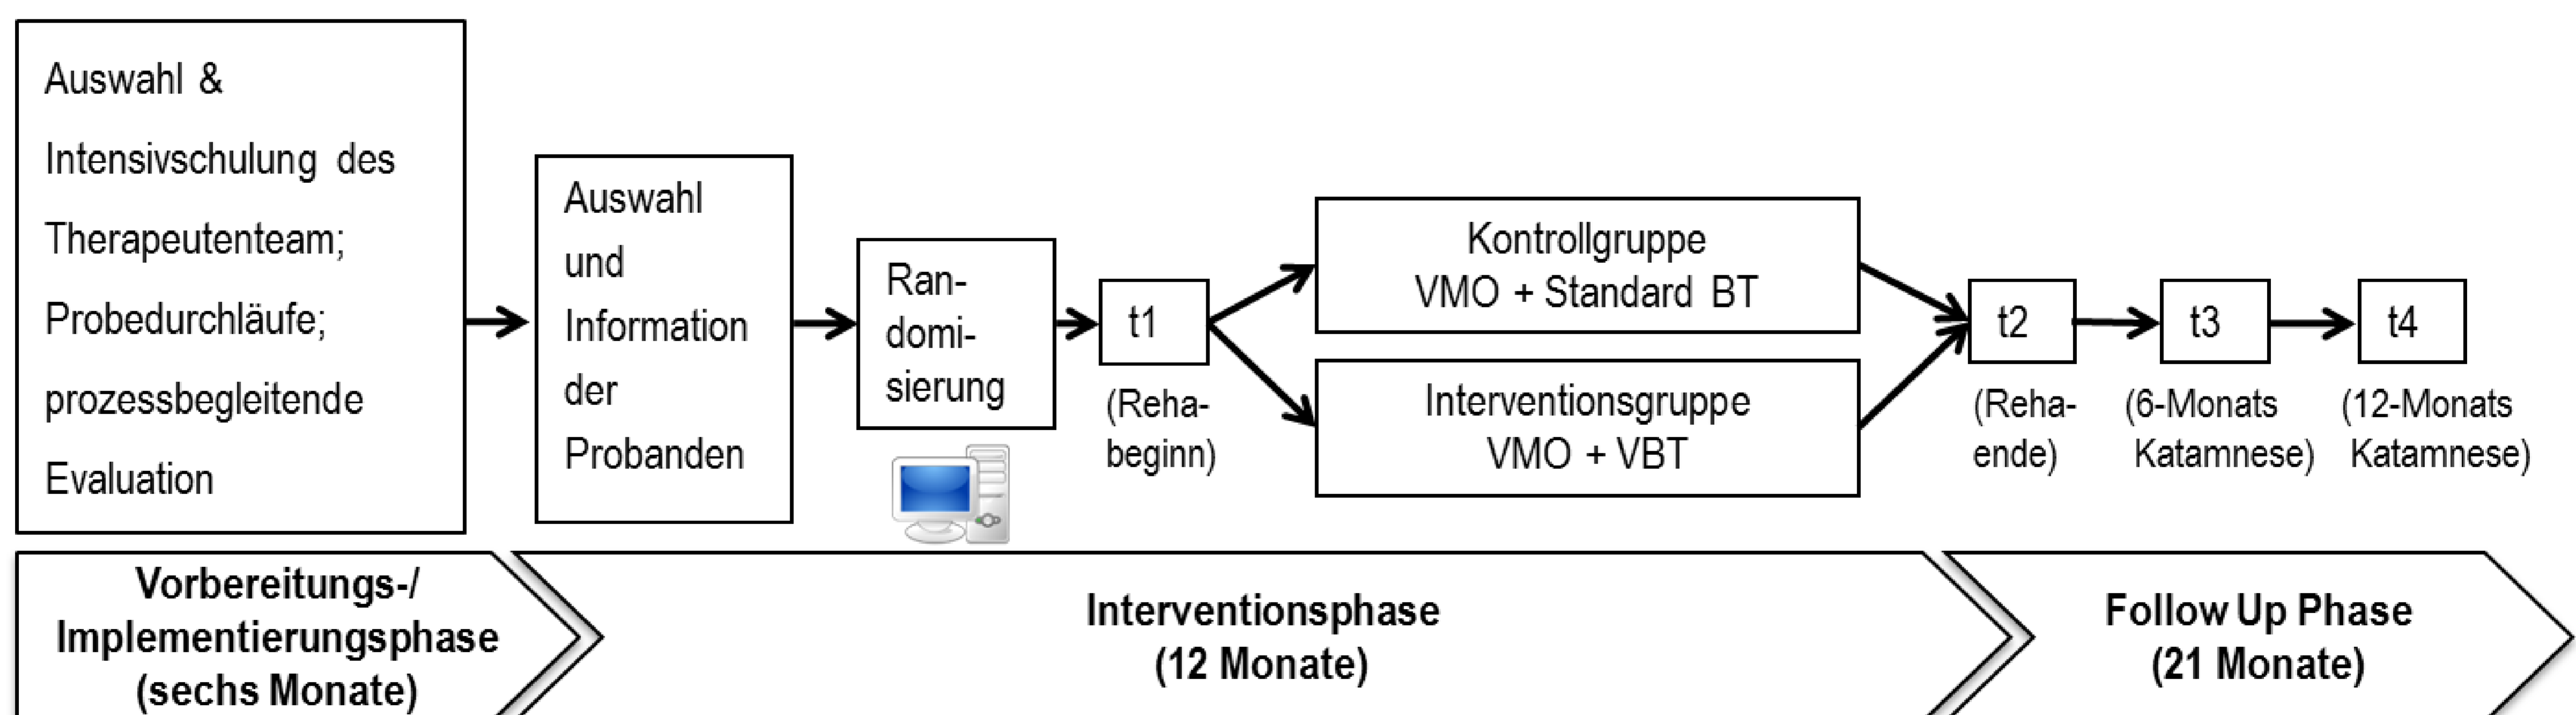 Auswahl &
Intensivschulung des
Therapeutenteam;
Probedurchläufe;
prozessbegleitende
Evaluation
Auswahl
und
Information
der
Probanden
Ran-
domi-
sierung
t1
(Reha-
beginn)
Kontrollgruppe
VMO + Standard BT
Interventionsgruppe
VMO + VBT
t2
(Reha-
ende)
t3
(6-Monats
Katamnese)
t4
(12-Monats
Katamnese)
Vorbereitungs-/
Implementierungsphase
(sechs Monate)
Interventionsphase
(12 Monate)
Follow Up Phase
(21 Monate)